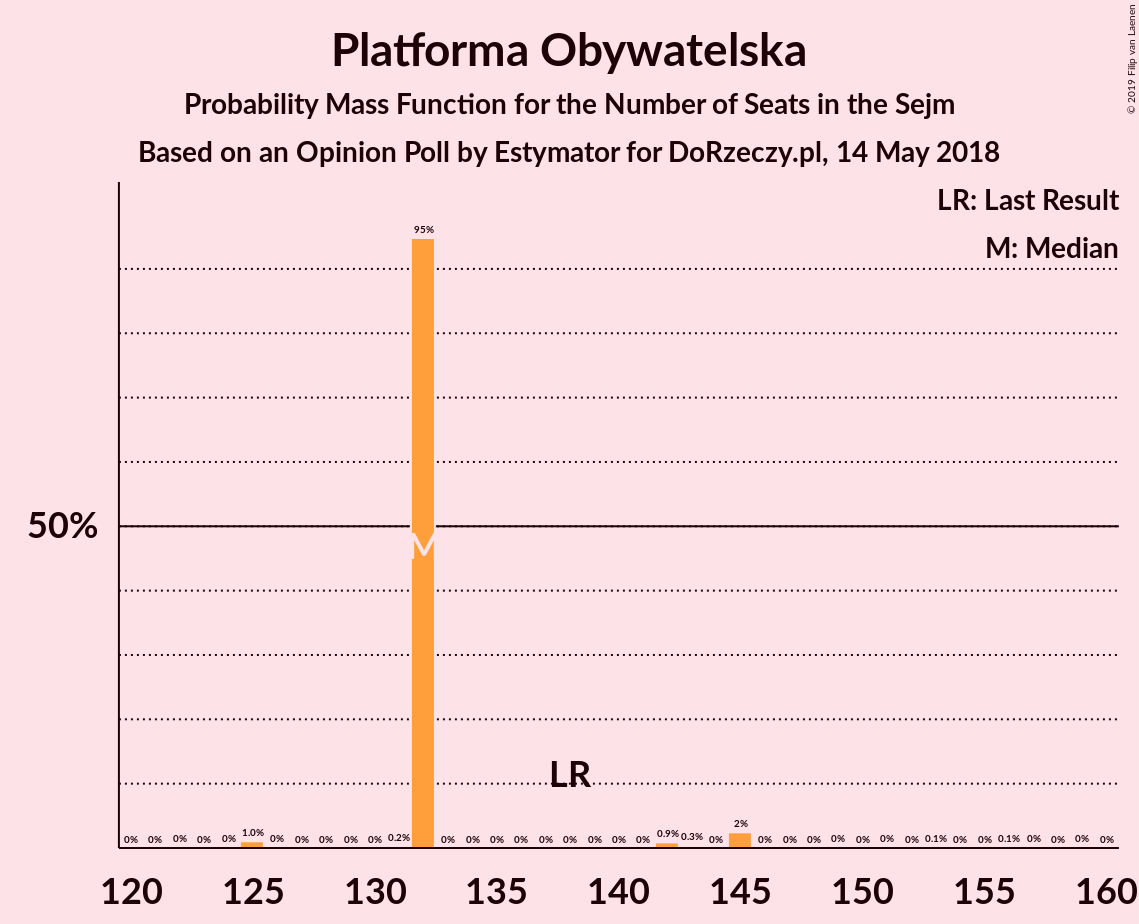 Platforma Obywatelska
Probability Mass Function for the Number of Seats in the Sejm
Based on an Opinion Poll by Estymator for DoRzeczy.pl, 14 May 2018
© 2019 Filip van Laenen
LR: Last Result
M: Median
95%
50%
M
LR
0% 0% 0% 0% 0% 1.0% 0% 0% 0% 0% 0% 0.2% 0% 0% 0% 0% 0% 0% 0% 0% 0% 0.9% 0.3% 0% 2% 0% 0% 0% 0% 0% 0% 0% 0.1% 0% 0% 0.1% 0% 0% 0% 0%
120 125 130 135 140 145 150 155 160